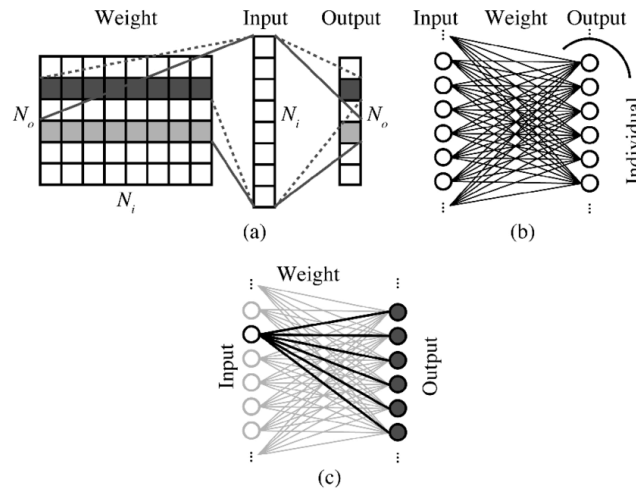 Weight Input Output
N_o N_i N_o
N_i
(a)
Input Weight Output
...
...
Individual
...
...
(b)
Weight
...
...
Input
Output
...
...
(c)